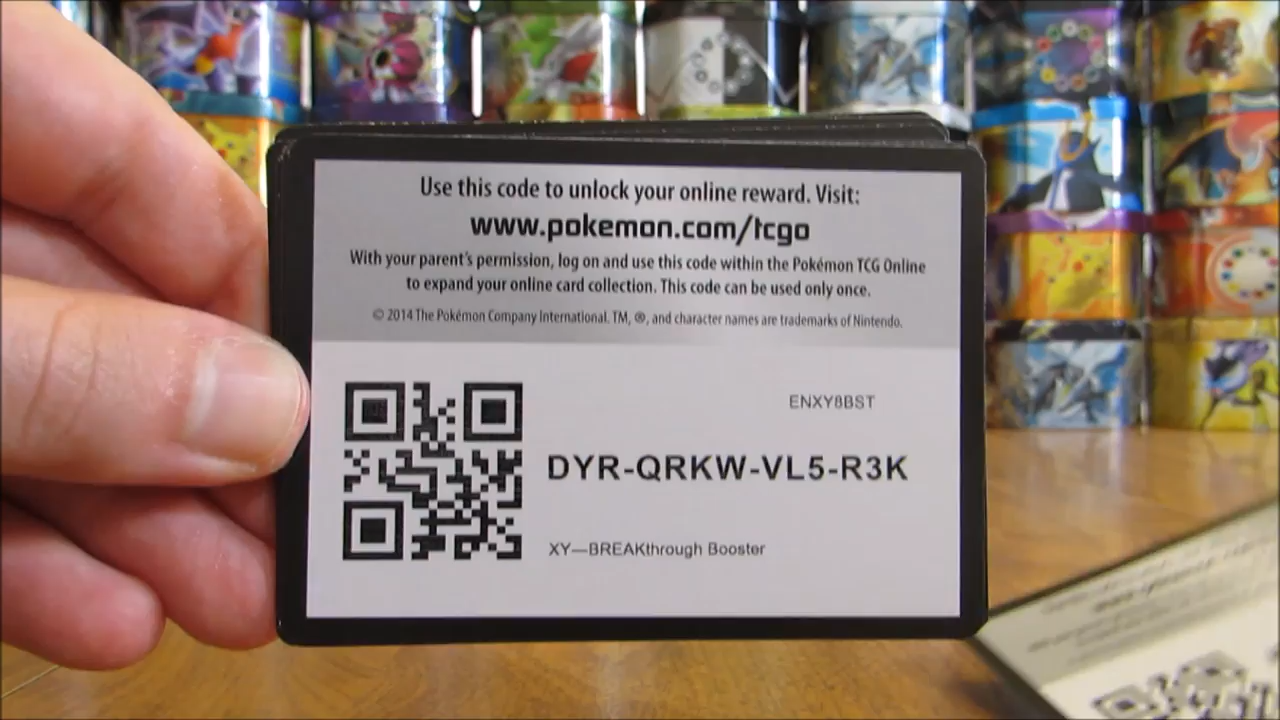 Use this code to unlock your online reward. Visit:
www.pokemon.com/tcgo
With your parent's permission, log on and use this code within the Pokémon TCG Online
to expand your online card collection. This code can be used only once.
© 2014 The Pokémon Company International. TM, ®, and character names are trademarks of Nintendo.
ENXY8BST
DYR-QRKW-VL5-R3K
XY—BREAKthrough Booster